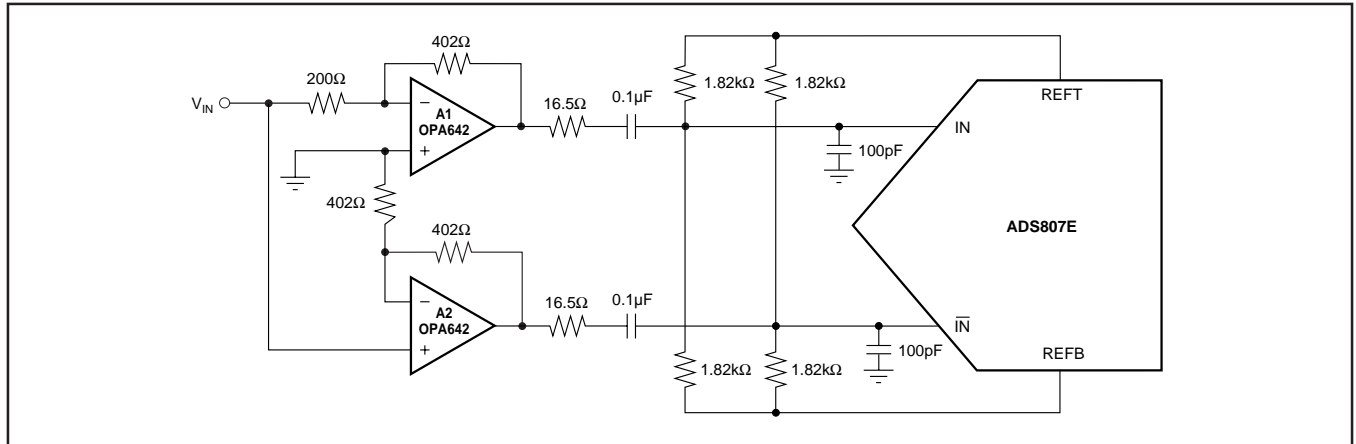 402Ω
200Ω
1.82kΩ
1.82kΩ
REFT
V_IN
16.5Ω
0.1µF
–
A1
OPA642
+
IN
100pF
402Ω
ADS807E
402Ω
16.5Ω
0.1µF
–
A2
OPA642
+
I̅N̅
100pF
REFB
1.82kΩ
1.82kΩ